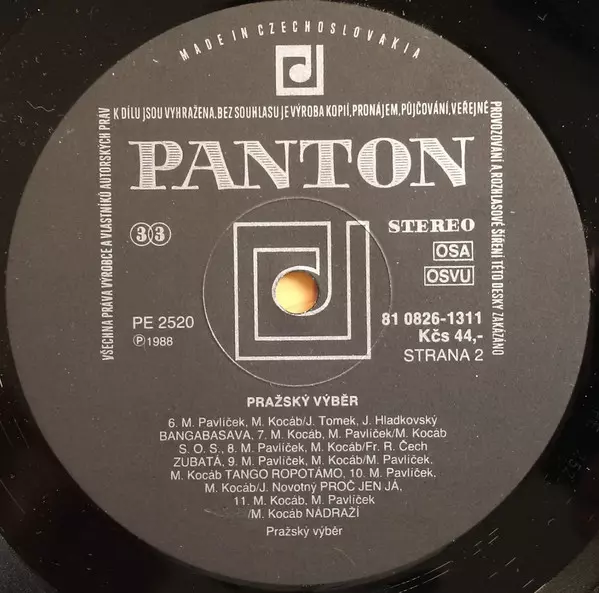 MADE IN CZECHOSLOVAKIA
VŠECHNA PRÁVA VÝROBCE A VLASTNÍKŮ AUTORSKÝCH PRÁV
K DÍLU JSOU VYHRAŽENA. BEZ SOUHLASU JE VÝROBA KOPIÍ, PRONÁJEM, PŮJČOVÁNÍ, VEŘEJNÉ
PROVOZOVÁNÍ A ROZHLASOVÉ ŠÍŘENÍ TÉTO DESKY ZAKÁZÁNO
PANTON
33
STEREO
OSA
OSVU
PE 2520
Ⓟ1988
81 0826-1311
Kčs 44,-
STRANA 2
PRAŽSKÝ VÝBĚR
6. M. Pavlíček, M. Kocáb/J. Tomek, J. Hladkovský
BANGABASAVA, 7. M. Kocáb, M. Pavlíček/M. Kocáb
S. O. S., 8. M. Pavlíček, M. Kocáb/Fr. R. Čech
ZUBATÁ, 9. M. Pavlíček, M. Kocáb/M. Pavlíček,
M. Kocáb TANGO ROPOTÁMO, 10. M. Pavlíček,
M. Kocáb/J. Novotný PROČ JEN JÁ,
11. M. Kocáb, M. Pavlíček
/M. Kocáb NÁDRAŽÍ
Pražský výběr